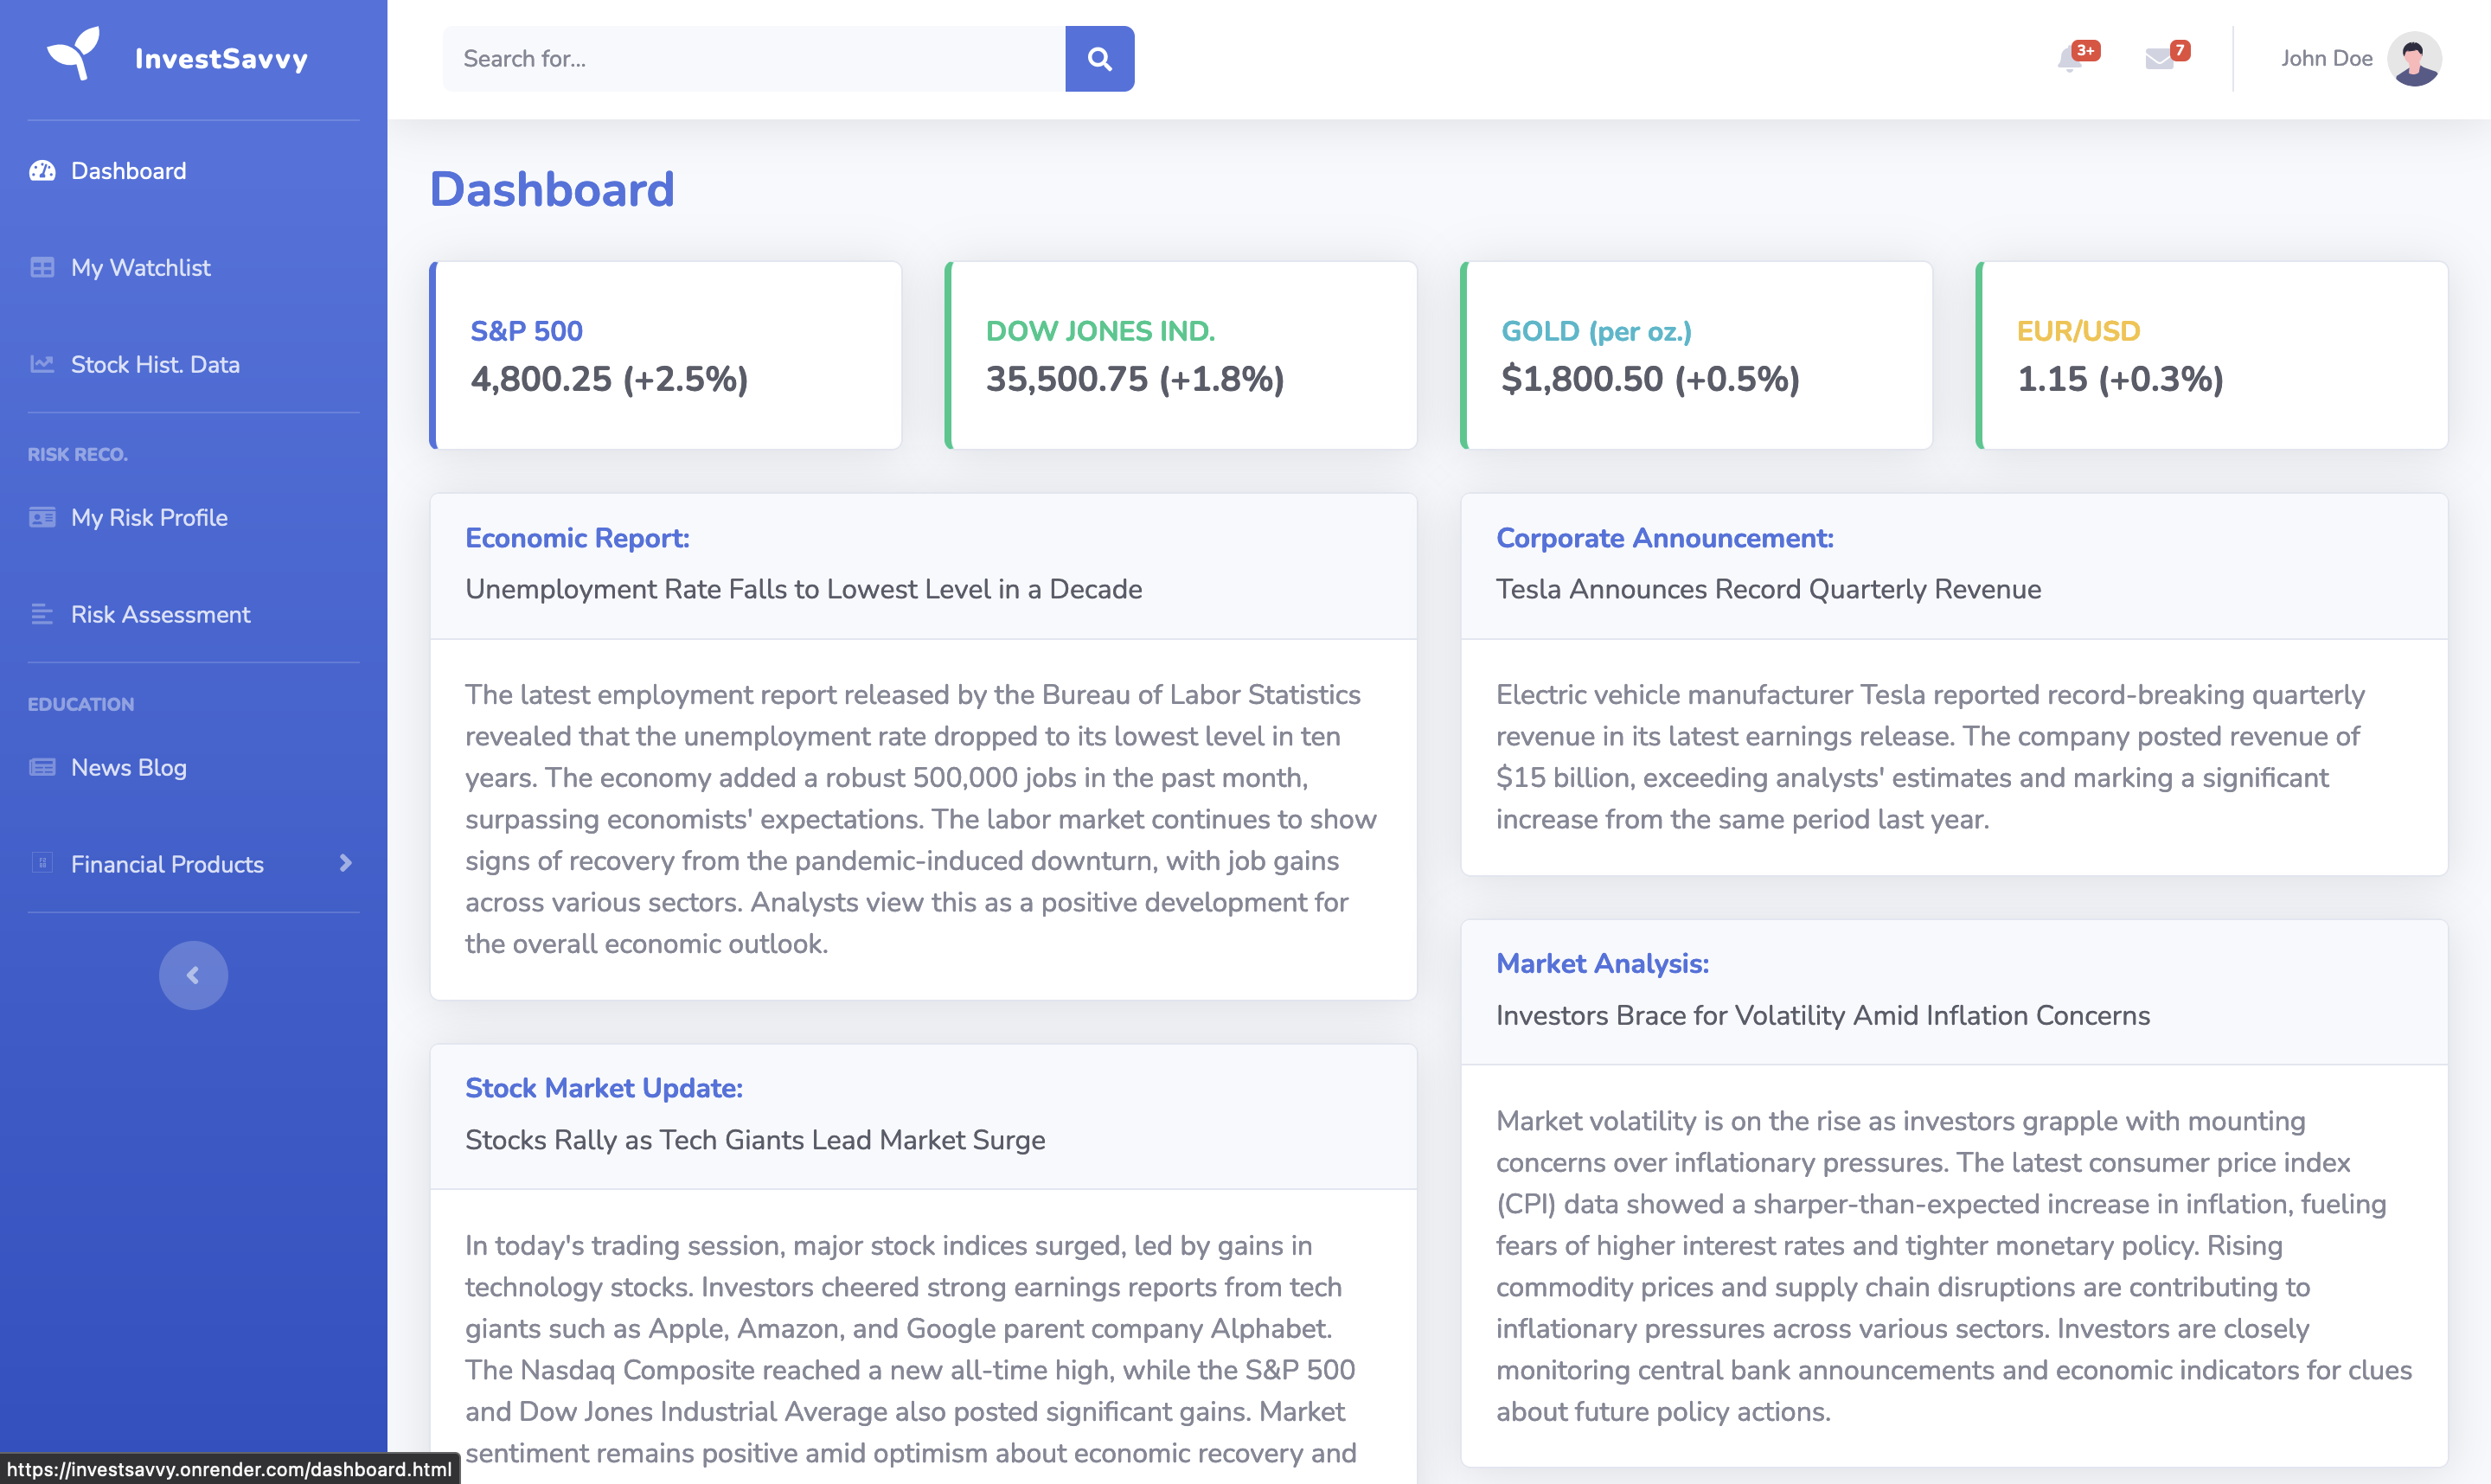 InvestSavvy
Dashboard
My Watchlist
Stock Hist. Data
RISK RECO.
My Risk Profile
Risk Assessment
EDUCATION
News Blog
Financial Products
Search for...
3+
7
John Doe
Dashboard
S&P 500
4,800.25 (+2.5%)
DOW JONES IND.
35,500.75 (+1.8%)
GOLD (per oz.)
$1,800.50 (+0.5%)
EUR/USD
1.15 (+0.3%)
Economic Report:
Unemployment Rate Falls to Lowest Level in a Decade
The latest employment report released by the Bureau of Labor Statistics
revealed that the unemployment rate dropped to its lowest level in ten
years. The economy added a robust 500,000 jobs in the past month,
surpassing economists' expectations. The labor market continues to show
signs of recovery from the pandemic-induced downturn, with job gains
across various sectors. Analysts view this as a positive development for
the overall economic outlook.
Stock Market Update:
Stocks Rally as Tech Giants Lead Market Surge
In today's trading session, major stock indices surged, led by gains in
technology stocks. Investors cheered strong earnings reports from tech
giants such as Apple, Amazon, and Google parent company Alphabet.
The Nasdaq Composite reached a new all-time high, while the S&P 500
and Dow Jones Industrial Average also posted significant gains. Market
sentiment remains positive amid optimism about economic recovery and
Corporate Announcement:
Tesla Announces Record Quarterly Revenue
Electric vehicle manufacturer Tesla reported record-breaking quarterly
revenue in its latest earnings release. The company posted revenue of
$15 billion, exceeding analysts' estimates and marking a significant
increase from the same period last year.
Market Analysis:
Investors Brace for Volatility Amid Inflation Concerns
Market volatility is on the rise as investors grapple with mounting
concerns over inflationary pressures. The latest consumer price index
(CPI) data showed a sharper-than-expected increase in inflation, fueling
fears of higher interest rates and tighter monetary policy. Rising
commodity prices and supply chain disruptions are contributing to
inflationary pressures across various sectors. Investors are closely
monitoring central bank announcements and economic indicators for clues
about future policy actions.
https://investsavvy.onrender.com/dashboard.html